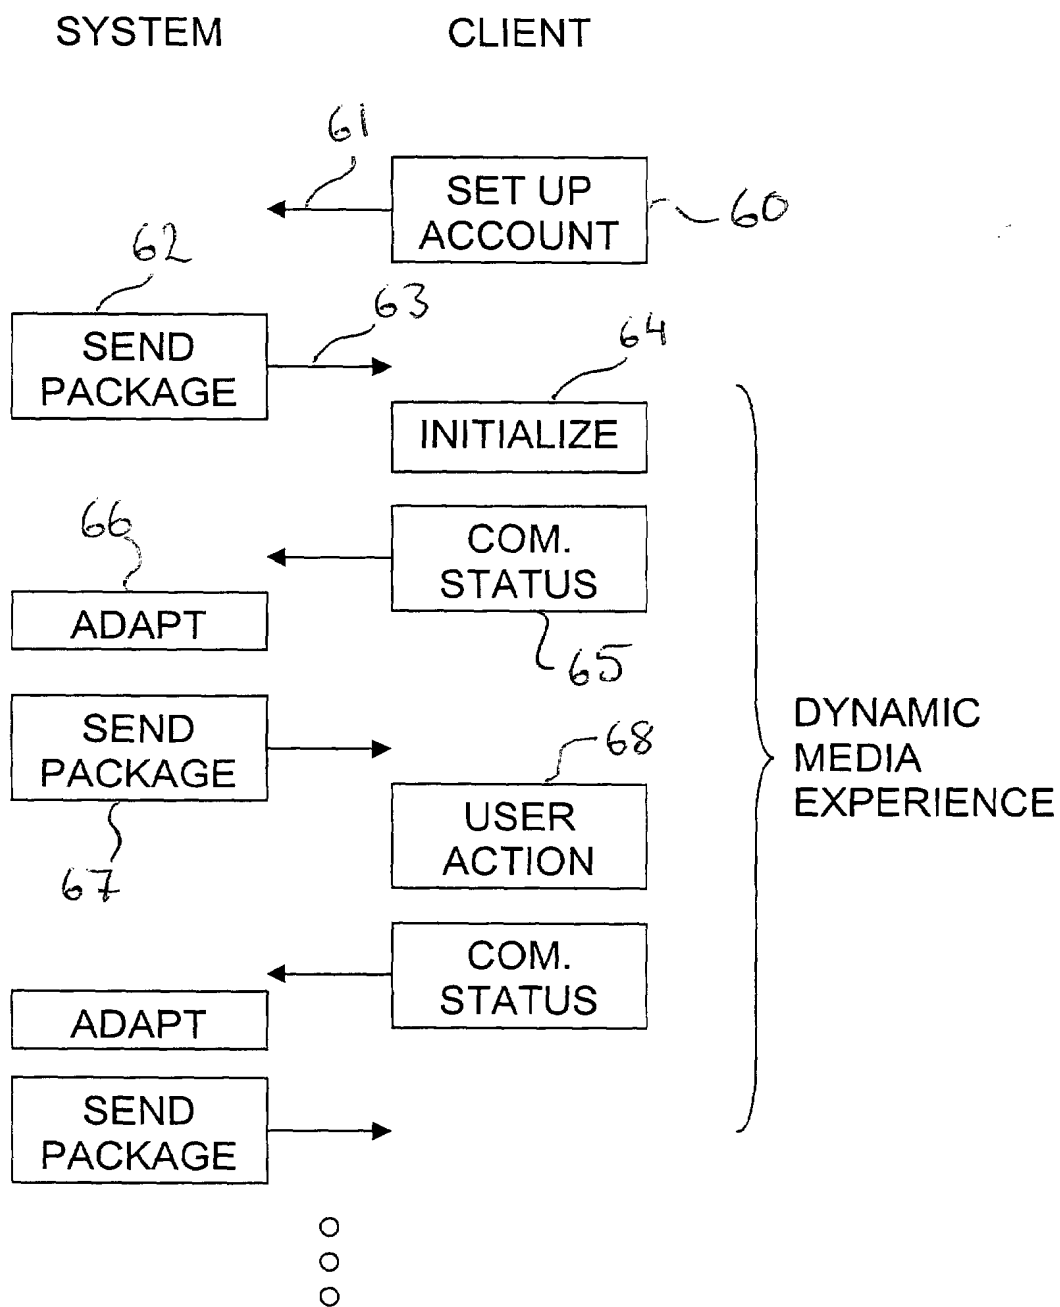 SYSTEM
CLIENT
61
SET UP
ACCOUNT
60
62
SEND
PACKAGE
63
64
INITIALIZE
66
COM.
STATUS
65
ADAPT
SEND
PACKAGE
67
68
USER
ACTION
DYNAMIC
MEDIA
EXPERIENCE
COM.
STATUS
ADAPT
SEND
PACKAGE